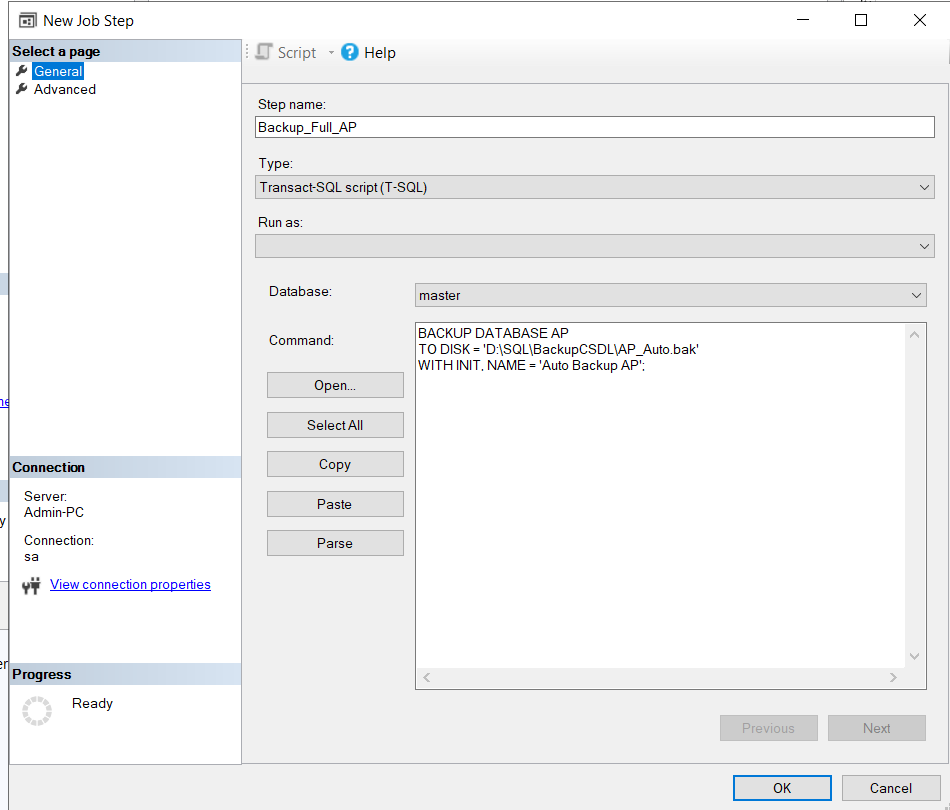 New Job Step
Select a page
General
Advanced
Script
Help
Step name:
Backup_Full_AP
Type:
Transact-SQL script (T-SQL)
Run as:
Database:
master
Command:
BACKUP DATABASE AP
TO DISK = 'D:\SQL\BackupCSDL\AP_Auto.bak'
WITH INIT, NAME = 'Auto Backup AP';
Open...
Select All
Copy
Paste
Parse
Connection
Server:
Admin-PC
Connection:
sa
View connection properties
Progress
Ready
Previous
Next
OK
Cancel